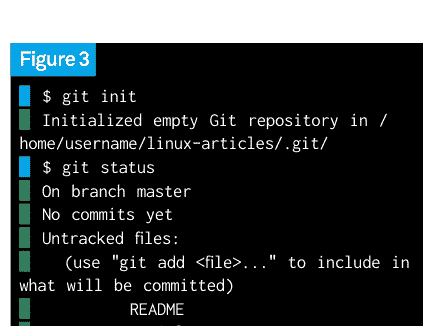 Figure 3
$ git init
Initialized empty Git repository in /
home/username/linux-articles/.git/
$ git status
On branch master
No commits yet
Untracked files:
(use "git add <file>..." to include in
what will be committed)
README